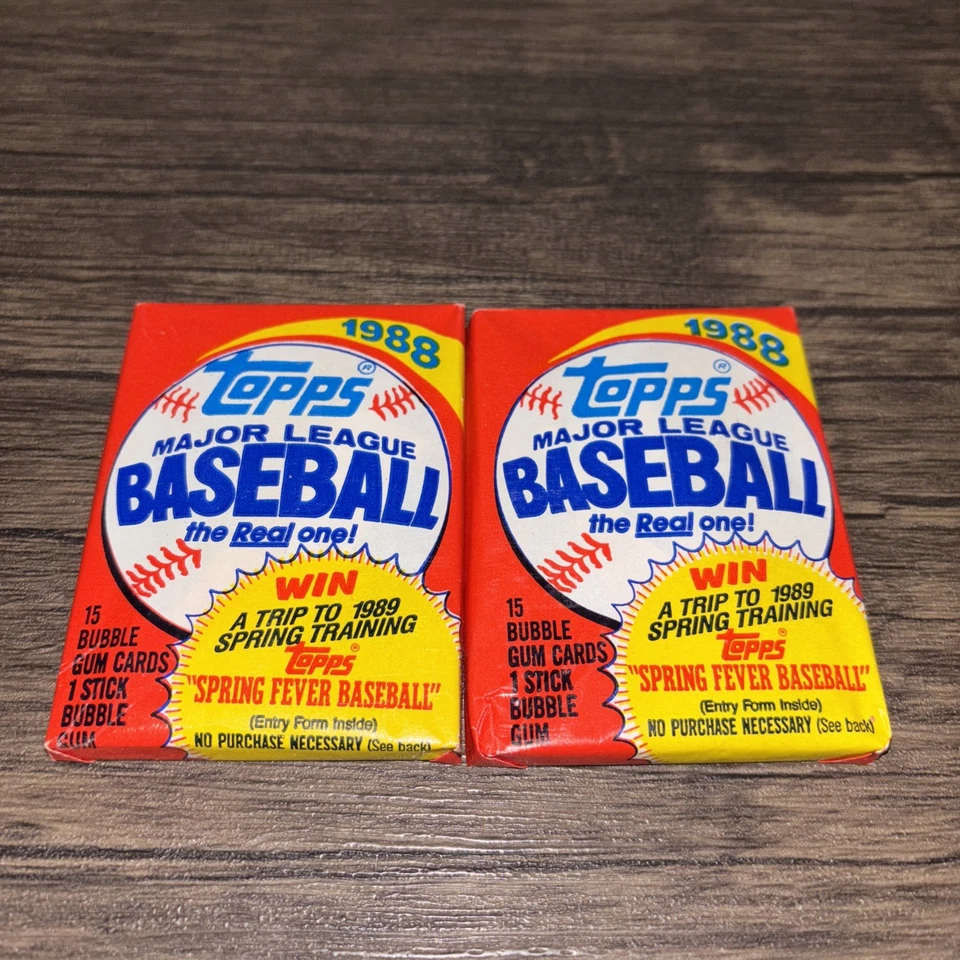 1988
Topps®
MAJOR LEAGUE
BASEBALL
the Real one!
WIN
A TRIP TO 1989
SPRING TRAINING
Topps®
"SPRING FEVER BASEBALL"
(Entry Form Inside)
NO PURCHASE NECESSARY (See back)
15
BUBBLE
GUM CARDS
1 STICK
BUBBLE
GUM
1988
Topps®
MAJOR LEAGUE
BASEBALL
the Real one!
WIN
A TRIP TO 1989
SPRING TRAINING
Topps®
"SPRING FEVER BASEBALL"
(Entry Form Inside)
NO PURCHASE NECESSARY (See back)
15
BUBBLE
GUM CARDS
1 STICK
BUBBLE
GUM